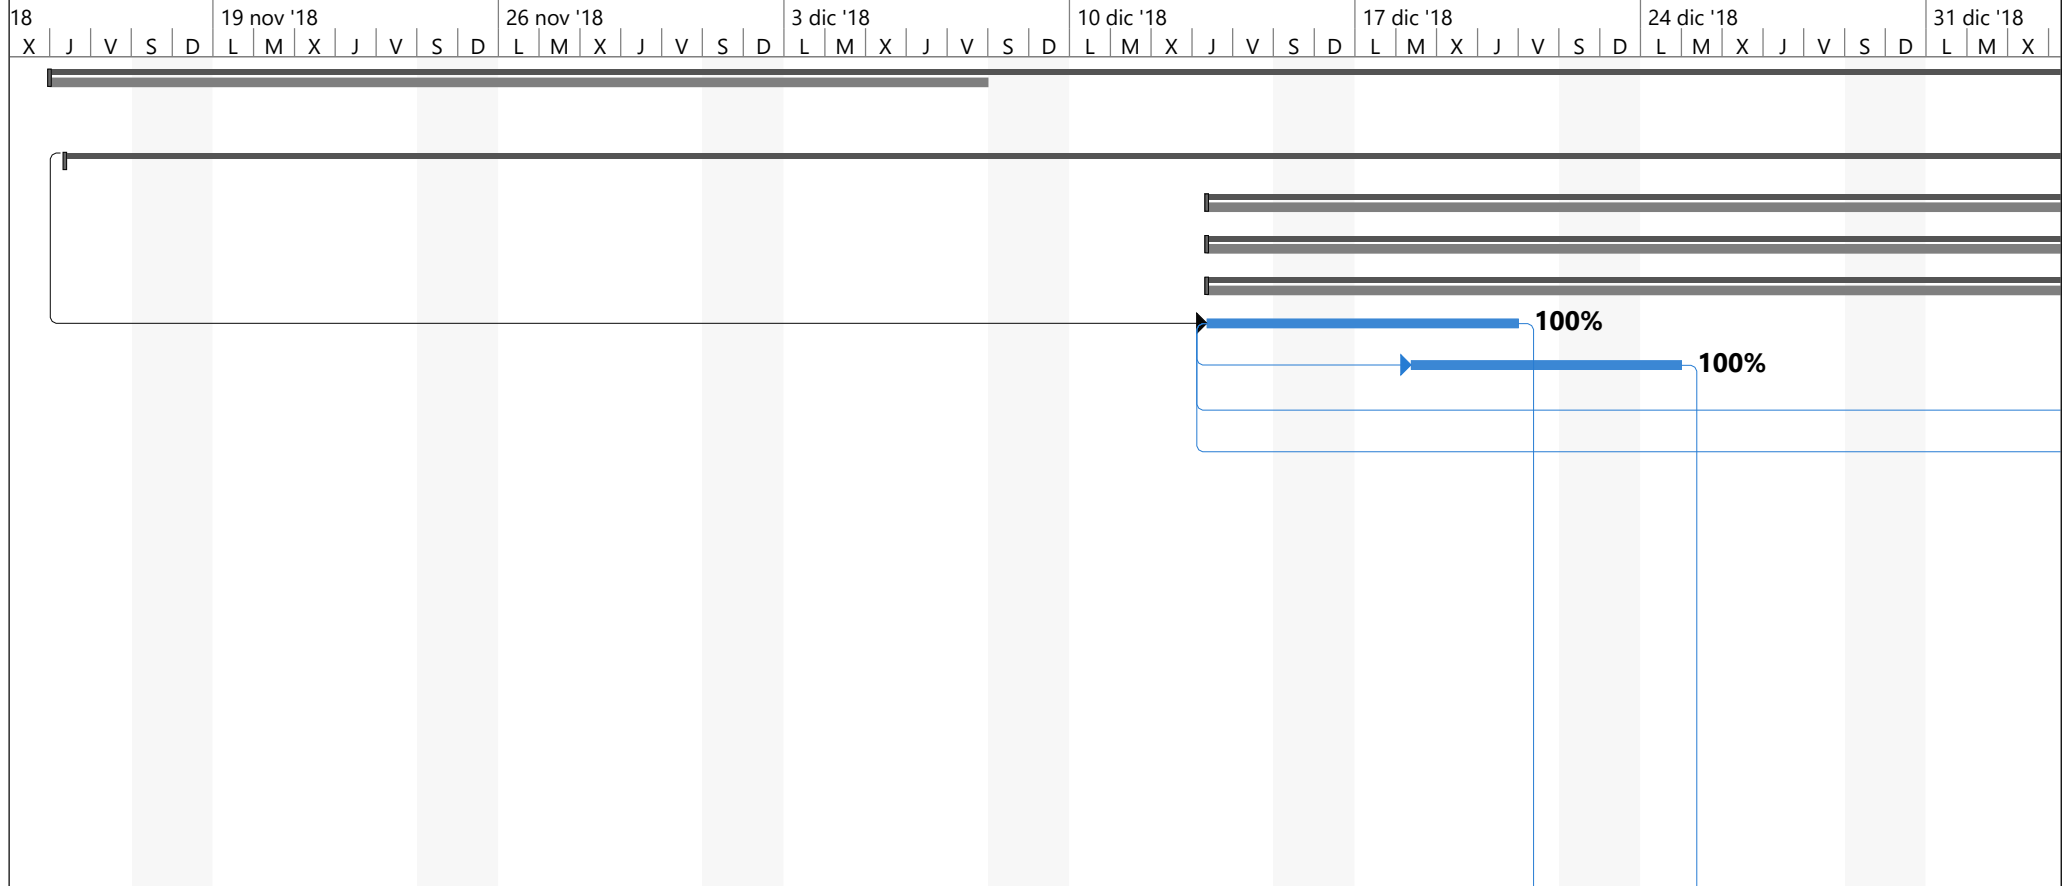 18 19 nov '18 26 nov '18 3 dic '18 10 dic '18 17 dic '18 24 dic '18 31 dic '18
X J V S D L M X J V S D L M X J V S D L M X J V S D L M X J V S D L M X J V S D L M X J V S D L M X
100%
100%